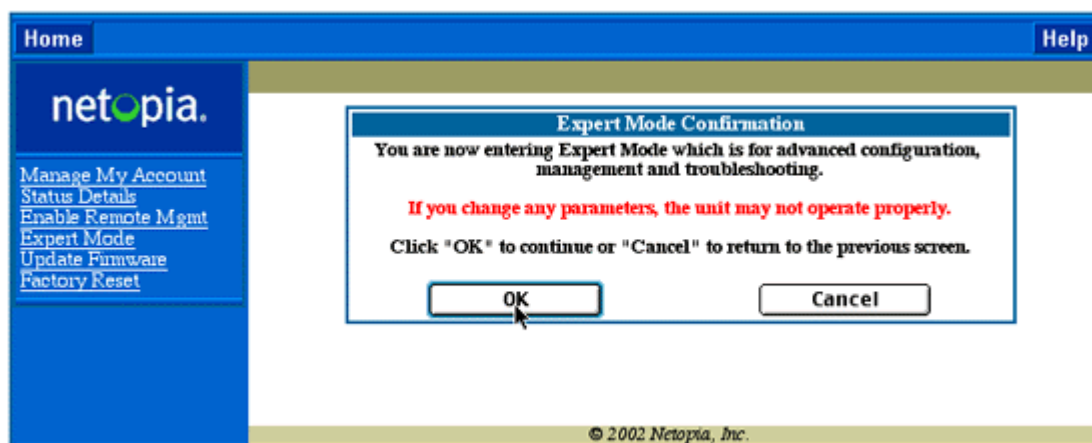 Home
Help
netopia.
Manage My Account
Status Details
Enable Remote Mgmt
Expert Mode
Update Firmware
Factory Reset
Expert Mode Confirmation
You are now entering Expert Mode which is for advanced configuration,
management and troubleshooting.
If you change any parameters, the unit may not operate properly.
Click "OK" to continue or "Cancel" to return to the previous screen.
OK
Cancel
© 2002 Netopia, Inc.